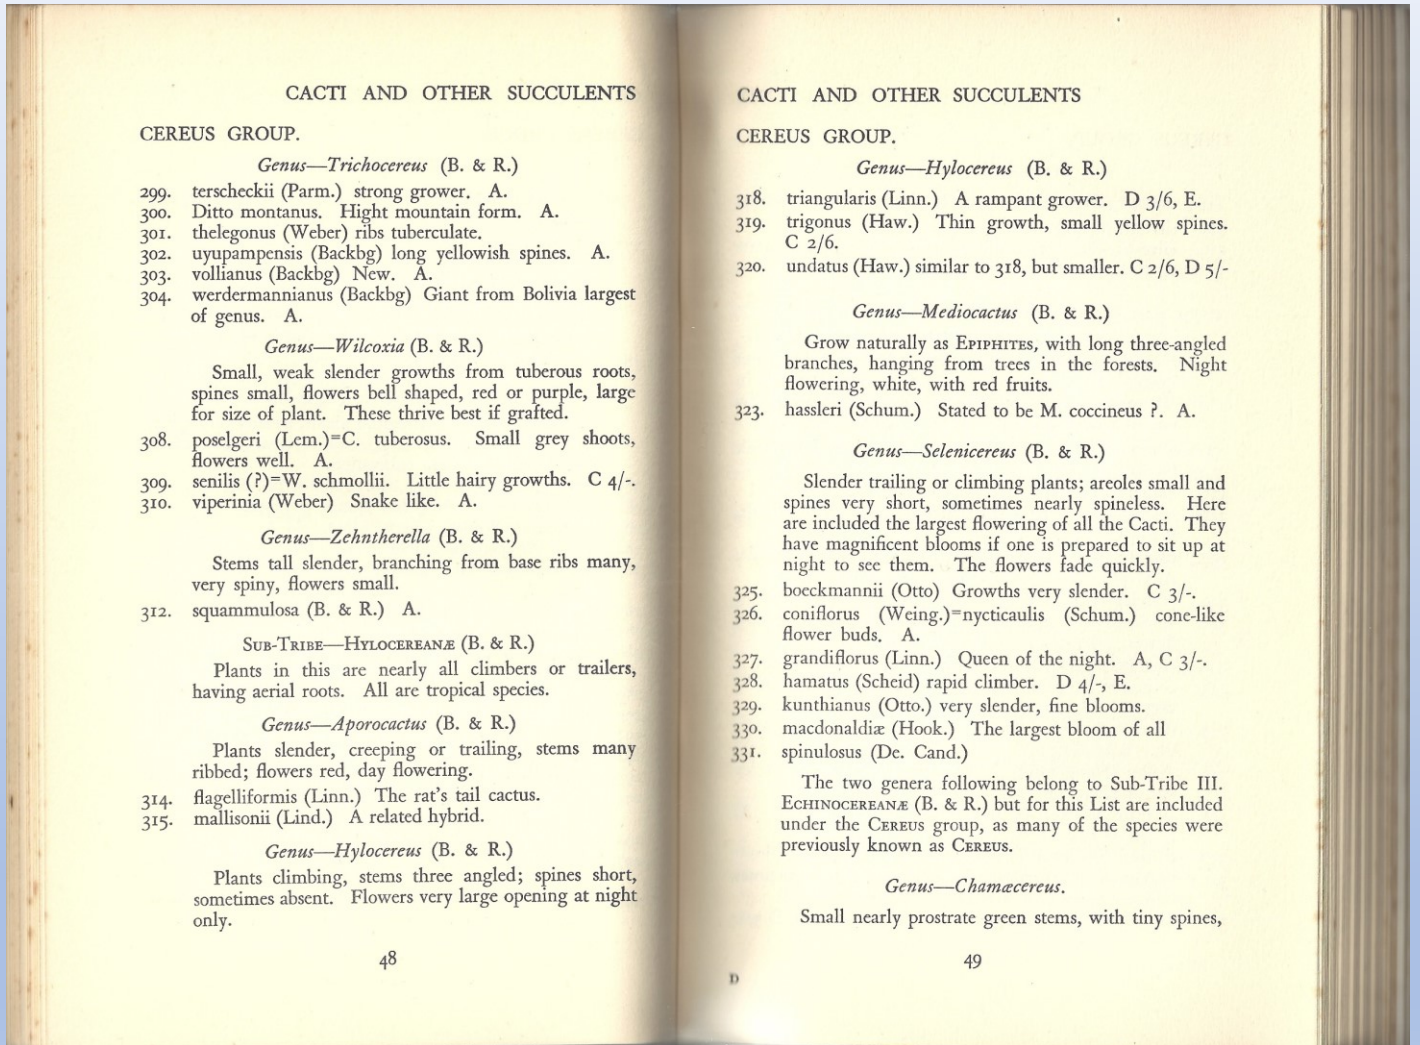 CACTI AND OTHER SUCCULENTS
CEREUS GROUP.
Genus—Trichocereus (B. & R.)
299. terscheckii (Parm.) strong grower. A.
300. Ditto montanus. Hight mountain form. A.
301. thelegonus (Weber) ribs tuberculate.
302. uyupampensis (Backbg) long yellowish spines. A.
303. vollianus (Backbg) New. A.
304. werdermannianus (Backbg) Giant from Bolivia largest
of genus. A.
Genus—Wilcoxia (B. & R.)
Small, weak slender growths from tuberous roots,
spines small, flowers bell shaped, red or purple, large
for size of plant. These thrive best if grafted.
308. poselgeri (Lem.)=C. tuberosus. Small grey shoots,
flowers well. A.
309. senilis (?)=W. schmollii. Little hairy growths. C 4/-.
310. viperinia (Weber) Snake like. A.
Genus—Zehntherella (B. & R.)
Stems tall slender, branching from base ribs many,
very spiny, flowers small.
312. squammulosa (B. & R.) A.
SUB-TRIBE—HYLOCEREANÆ (B. & R.)
Plants in this are nearly all climbers or trailers,
having aerial roots. All are tropical species.
Genus—Aporocactus (B. & R.)
Plants slender, creeping or trailing, stems many
ribbed; flowers red, day flowering.
314. flagelliformis (Linn.) The rat's tail cactus.
315. mallisonii (Lind.) A related hybrid.
Genus—Hylocereus (B. & R.)
Plants climbing, stems three angled; spines short,
sometimes absent. Flowers very large opening at night
only.
48
CACTI AND OTHER SUCCULENTS
CEREUS GROUP.
Genus—Hylocereus (B. & R.)
318. triangularis (Linn.) A rampant grower. D 3/6, E.
319. trigonus (Haw.) Thin growth, small yellow spines.
C 2/6.
320. undatus (Haw.) similar to 318, but smaller. C 2/6, D 5/-
Genus—Mediocactus (B. & R.)
Grow naturally as EPIPHITES, with long three-angled
branches, hanging from trees in the forests. Night
flowering, white, with red fruits.
323. hassleri (Schum.) Stated to be M. coccineus ?. A.
Genus—Selenicereus (B. & R.)
Slender trailing or climbing plants; areoles small and
spines very short, sometimes nearly spineless. Here
are included the largest flowering of all the Cacti. They
have magnificent blooms if one is prepared to sit up at
night to see them. The flowers fade quickly.
325. boeckmannii (Otto) Growths very slender. C 3/-.
326. coniflorus (Weing.)=nycticaulis (Schum.) cone-like
flower buds. A.
327. grandiflorus (Linn.) Queen of the night. A, C 3/-.
328. hamatus (Scheid) rapid climber. D 4/-, E.
329. kunthianus (Otto.) very slender, fine blooms.
330. macdonaldiæ (Hook.) The largest bloom of all
331. spinulosus (De. Cand.)
The two genera following belong to Sub-Tribe III.
ECHINOCEREANÆ (B. & R.) but for this List are included
under the CEREUS group, as many of the species were
previously known as CEREUS.
Genus—Chamæcereus.
Small nearly prostrate green stems, with tiny spines,
49
D